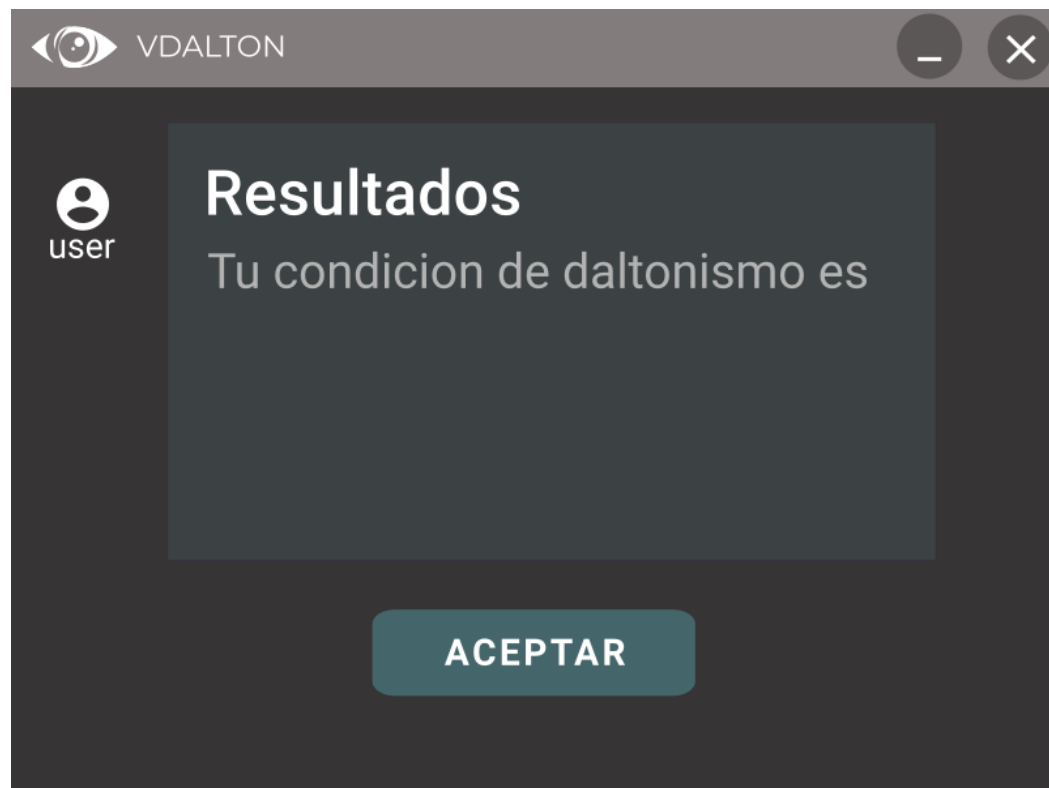 VDALTON
user
Resultados
Tu condicion de daltonismo es
ACEPTAR